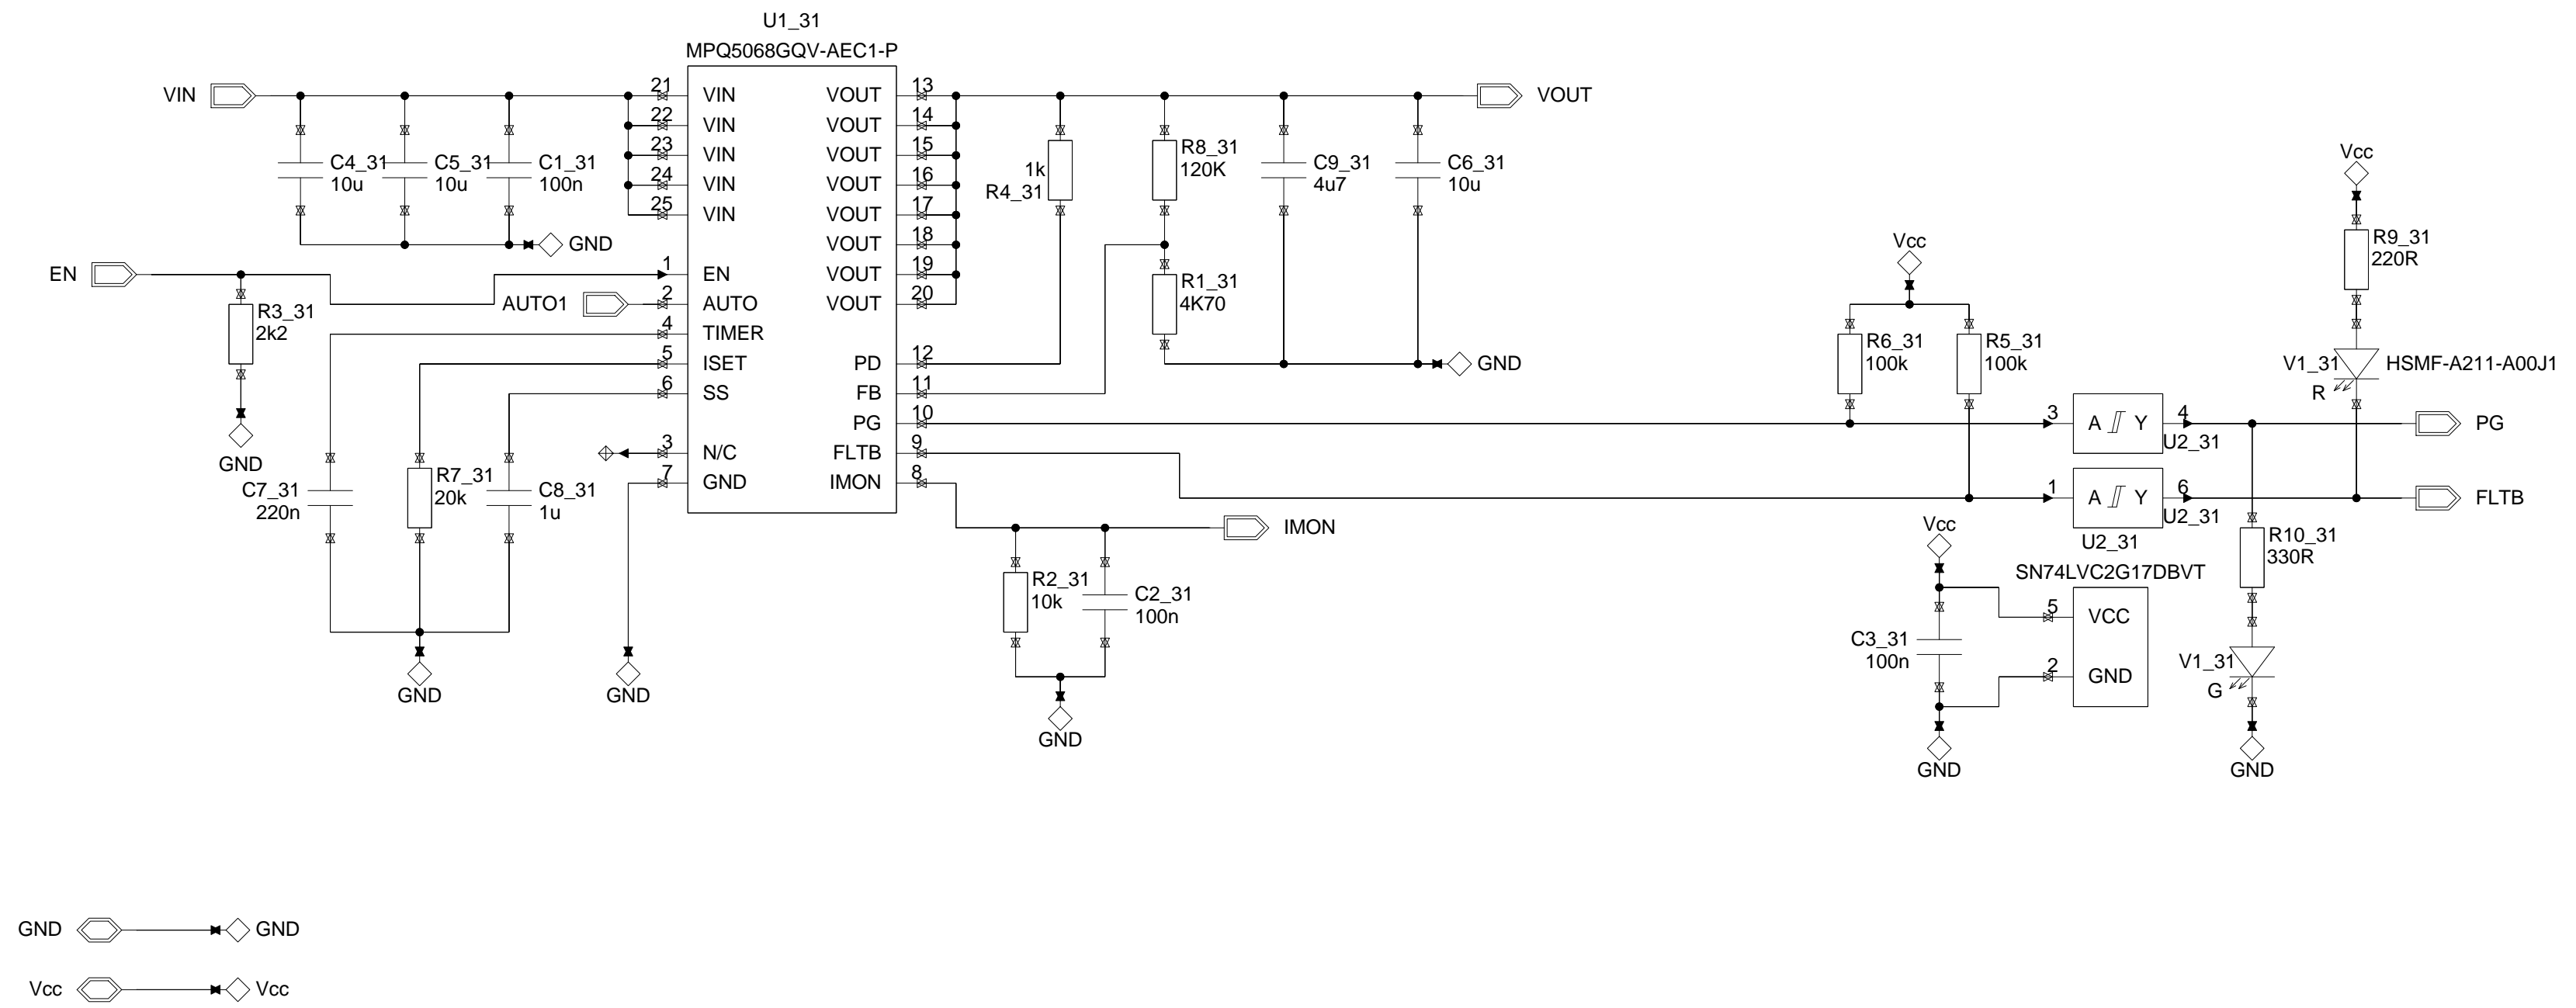 U1_31
MPQ5068GQV-AEC1-P
VIN
21 VIN VOUT 13
22 VIN VOUT 14
23 VIN VOUT 15
24 VIN VOUT 16
25 VIN VOUT 17
VOUT 18
1 EN VOUT 19
2 AUTO VOUT 20
4 TIMER
5 ISET PD 12
6 SS FB 11
PG 10
3 N/C FLTB 9
7 GND IMON 8
C4_31
10u
C5_31
10u
C1_31
100n
GND
EN
AUTO1
R3_31
2k2
GND
C7_31
220n
R7_31
20k
C8_31
1u
GND
GND
1k
R4_31
R8_31
120K
C9_31
4u7
C6_31
10u
VOUT
R1_31
4K70
GND
IMON
R2_31
10k
C2_31
100n
GND
Vcc
R6_31
100k
R5_31
100k
Vcc
R9_31
220R
V1_31
R
HSMF-A211-A00J1
3 A Y 4
U2_31
PG
1 A Y 6
U2_31
FLTB
U2_31
SN74LVC2G17DBVT
Vcc
5 VCC
C3_31
100n
2 GND
GND
R10_31
330R
V1_31
G
GND
GND GND
Vcc Vcc